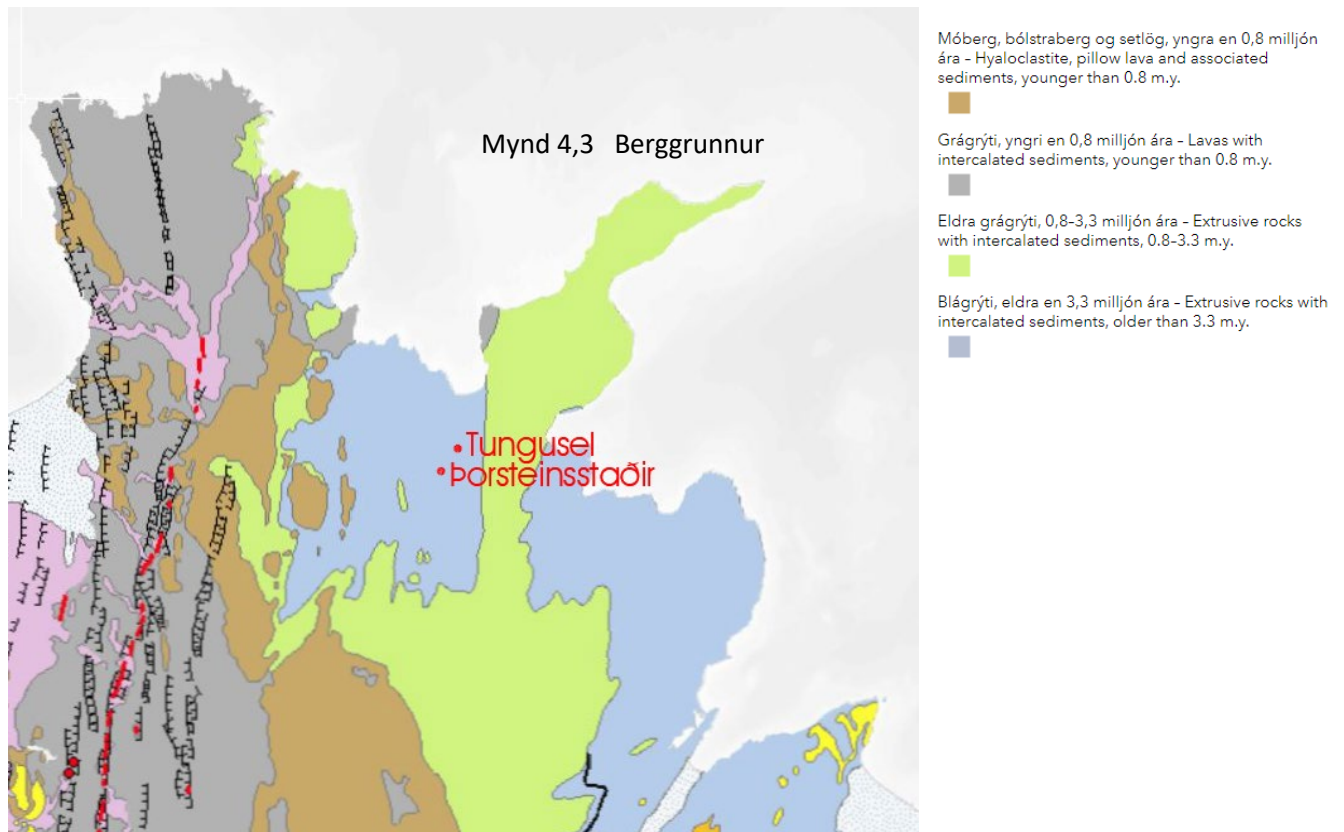 Mynd 4,3 Berggrunnur
Tungusel
Þorsteinsstaðir
Móberg, bólstraberg og setlög, yngra en 0,8 milljón
ára - Hyaloclastite, pillow lava and associated
sediments, younger than 0.8 m.y.
Grágrýti, yngri en 0,8 milljón ára - Lavas with
intercalated sediments, younger than 0.8 m.y.
Eldra grágrýti, 0,8-3,3 milljón ára - Extrusive rocks
with intercalated sediments, 0.8-3.3 m.y.
Blágrýti, eldra en 3,3 milljón ára - Extrusive rocks with
intercalated sediments, older than 3.3 m.y.